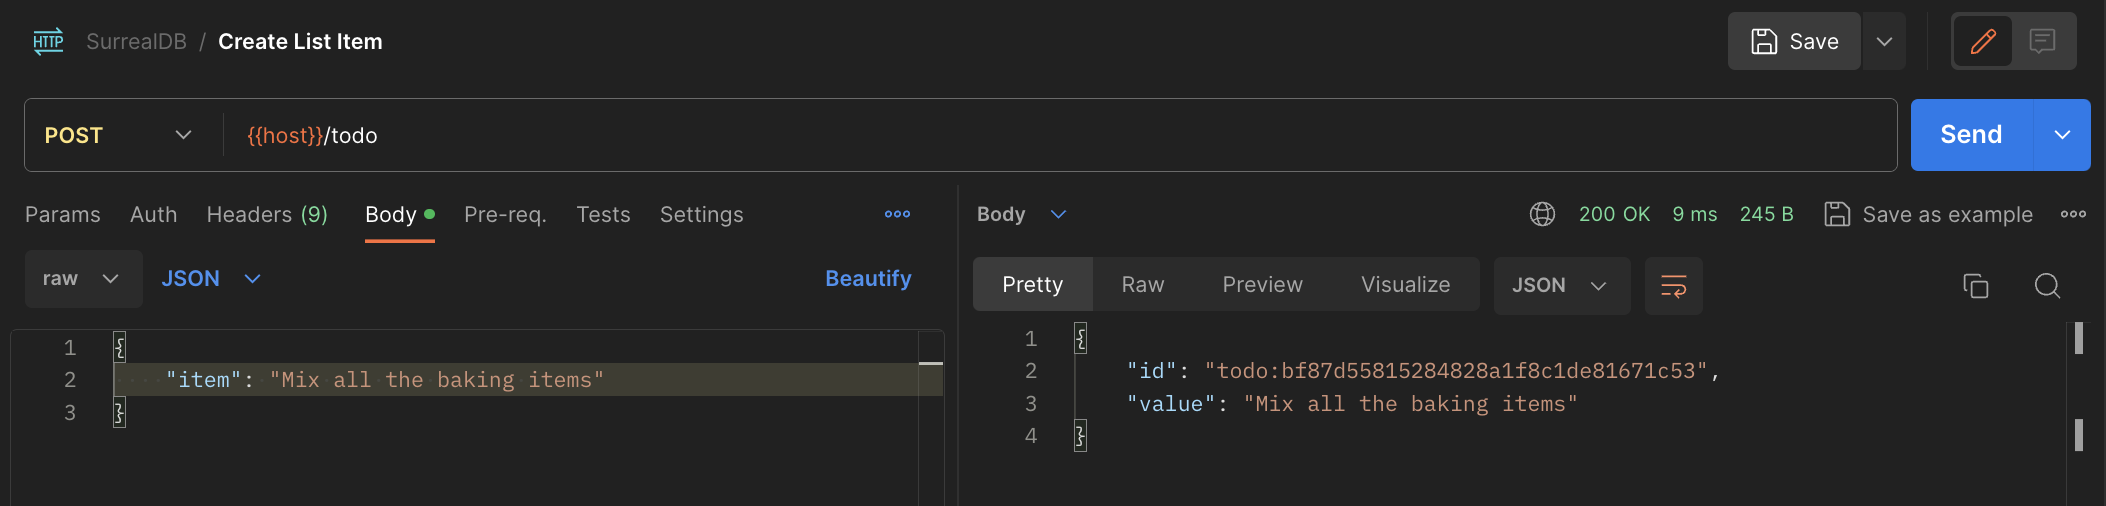 HTTP SurrealDB / Create List Item Save
POST {{host}}/todo Send
Params Auth Headers (9) Body Pre-req. Tests Settings
raw JSON Beautify
1 {
2 "item": "Mix all the baking items"
3 }
Body 200 OK 9 ms 245 B Save as example
Pretty Raw Preview Visualize JSON
1 {
2 "id": "todo:bf87d55815284828a1f8c1de81671c53",
3 "value": "Mix all the baking items"
4 }